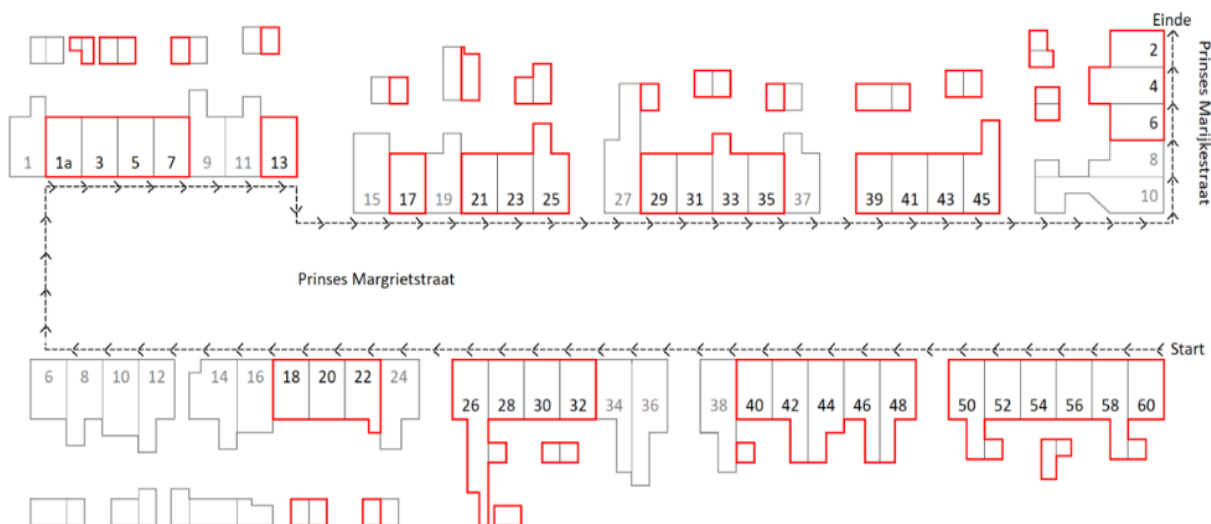 Einde
2
4
6
8
10
Prinses Marijkestraat
1 1a 3 5 7 9 11 13
15 17 19 21 23 25
27 29 31 33 35 37
39 41 43 45
Prinses Margrietstraat
Start
6 8 10 12
14 16 18 20 22 24
26 28 30 32 34 36
38 40 42 44 46 48
50 52 54 56 58 60